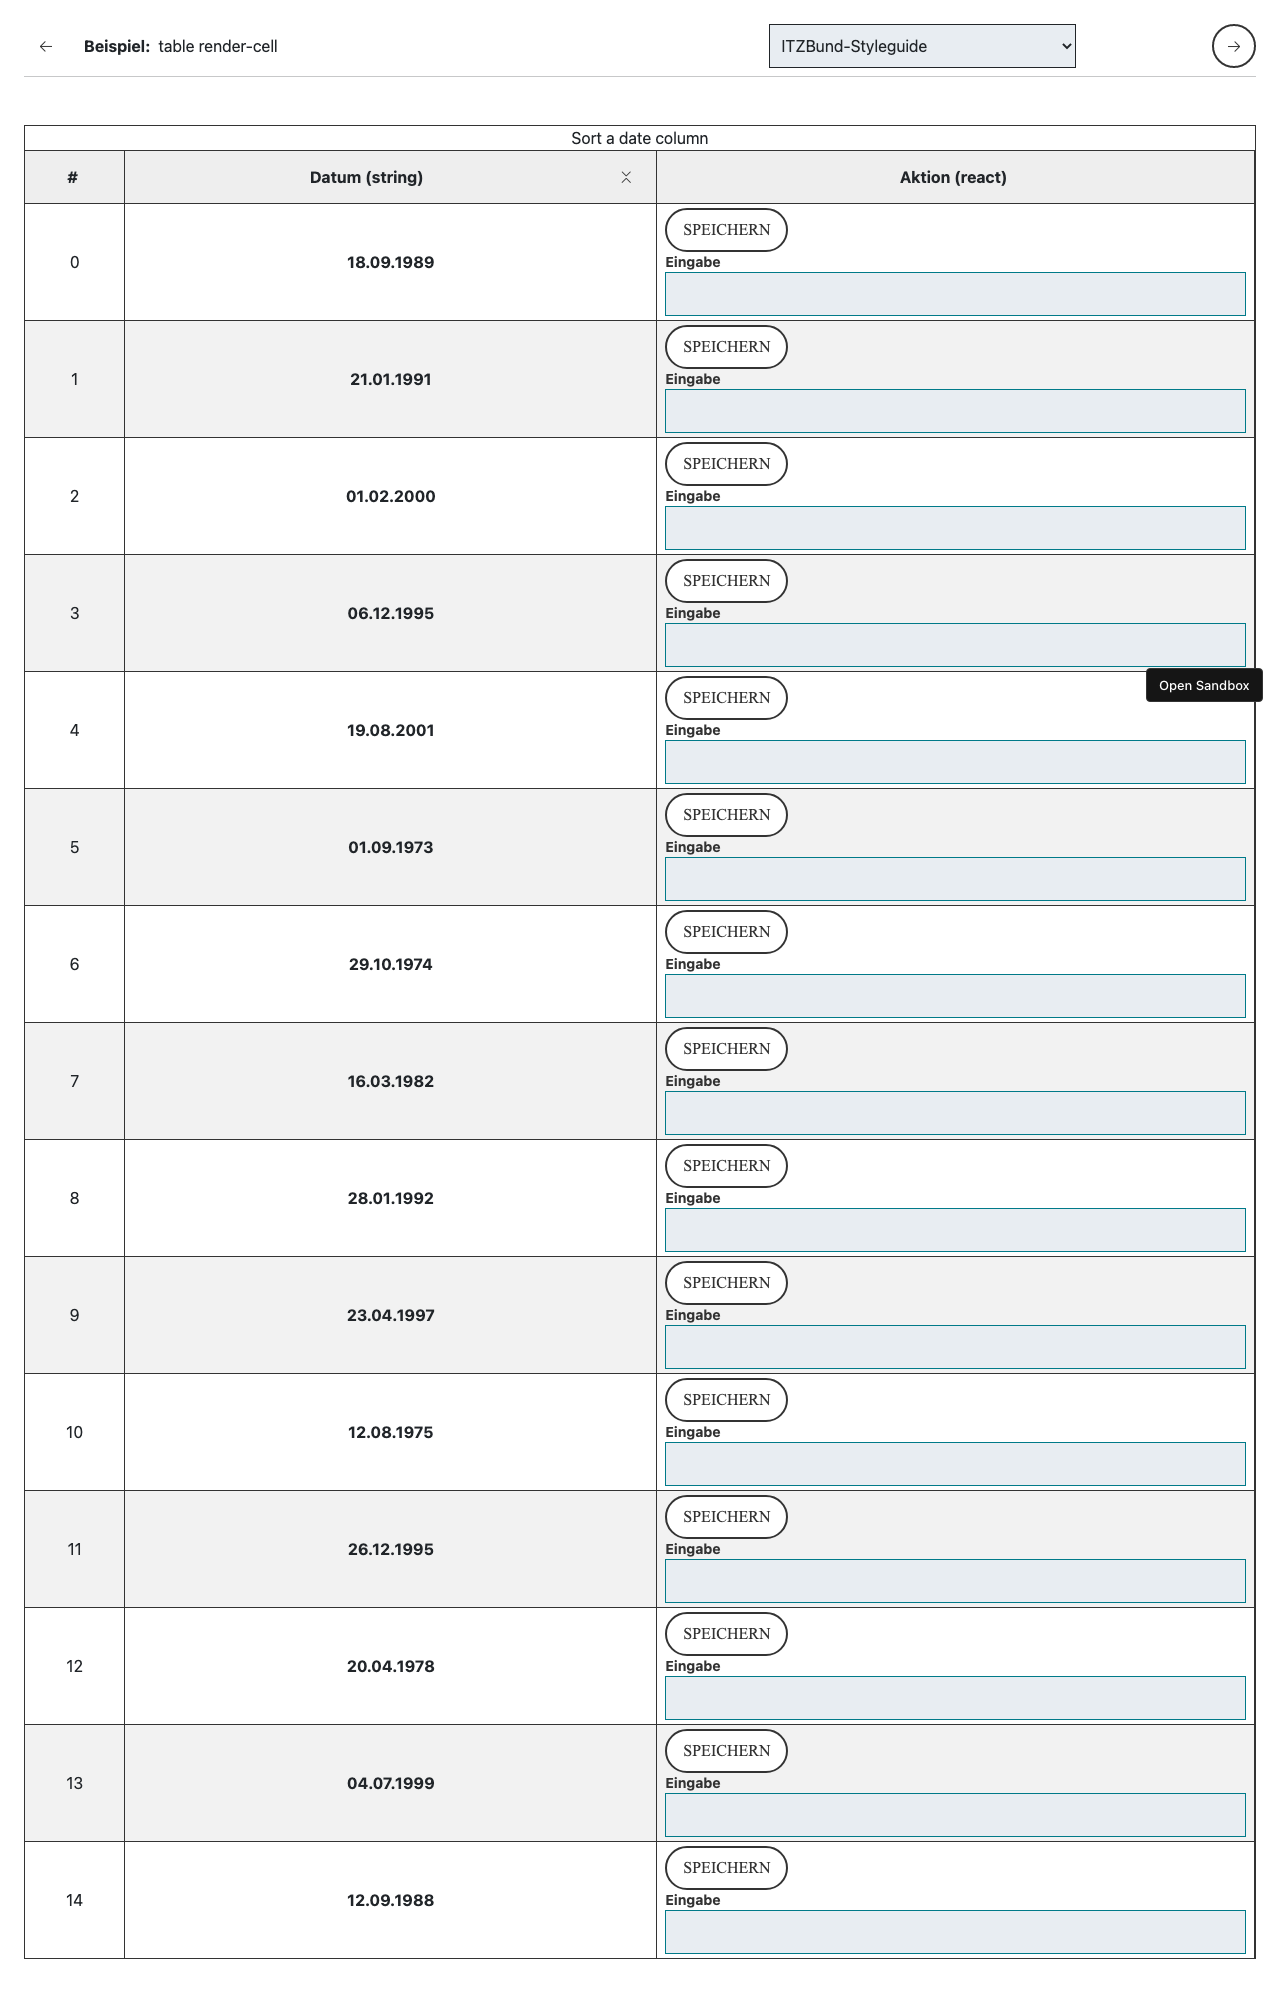 Beispiel: table render-cell
ITZBund-Styleguide
Sort a date column
# Datum (string) Aktion (react)
SPEICHERN
0 18.09.1989 Eingabe
SPEICHERN
1 21.01.1991 Eingabe
SPEICHERN
2 01.02.2000 Eingabe
SPEICHERN
3 06.12.1995 Eingabe
Open Sandbox
SPEICHERN
4 19.08.2001 Eingabe
SPEICHERN
5 01.09.1973 Eingabe
SPEICHERN
6 29.10.1974 Eingabe
SPEICHERN
7 16.03.1982 Eingabe
SPEICHERN
8 28.01.1992 Eingabe
SPEICHERN
9 23.04.1997 Eingabe
SPEICHERN
10 12.08.1975 Eingabe
SPEICHERN
11 26.12.1995 Eingabe
SPEICHERN
12 20.04.1978 Eingabe
SPEICHERN
13 04.07.1999 Eingabe
SPEICHERN
14 12.09.1988 Eingabe